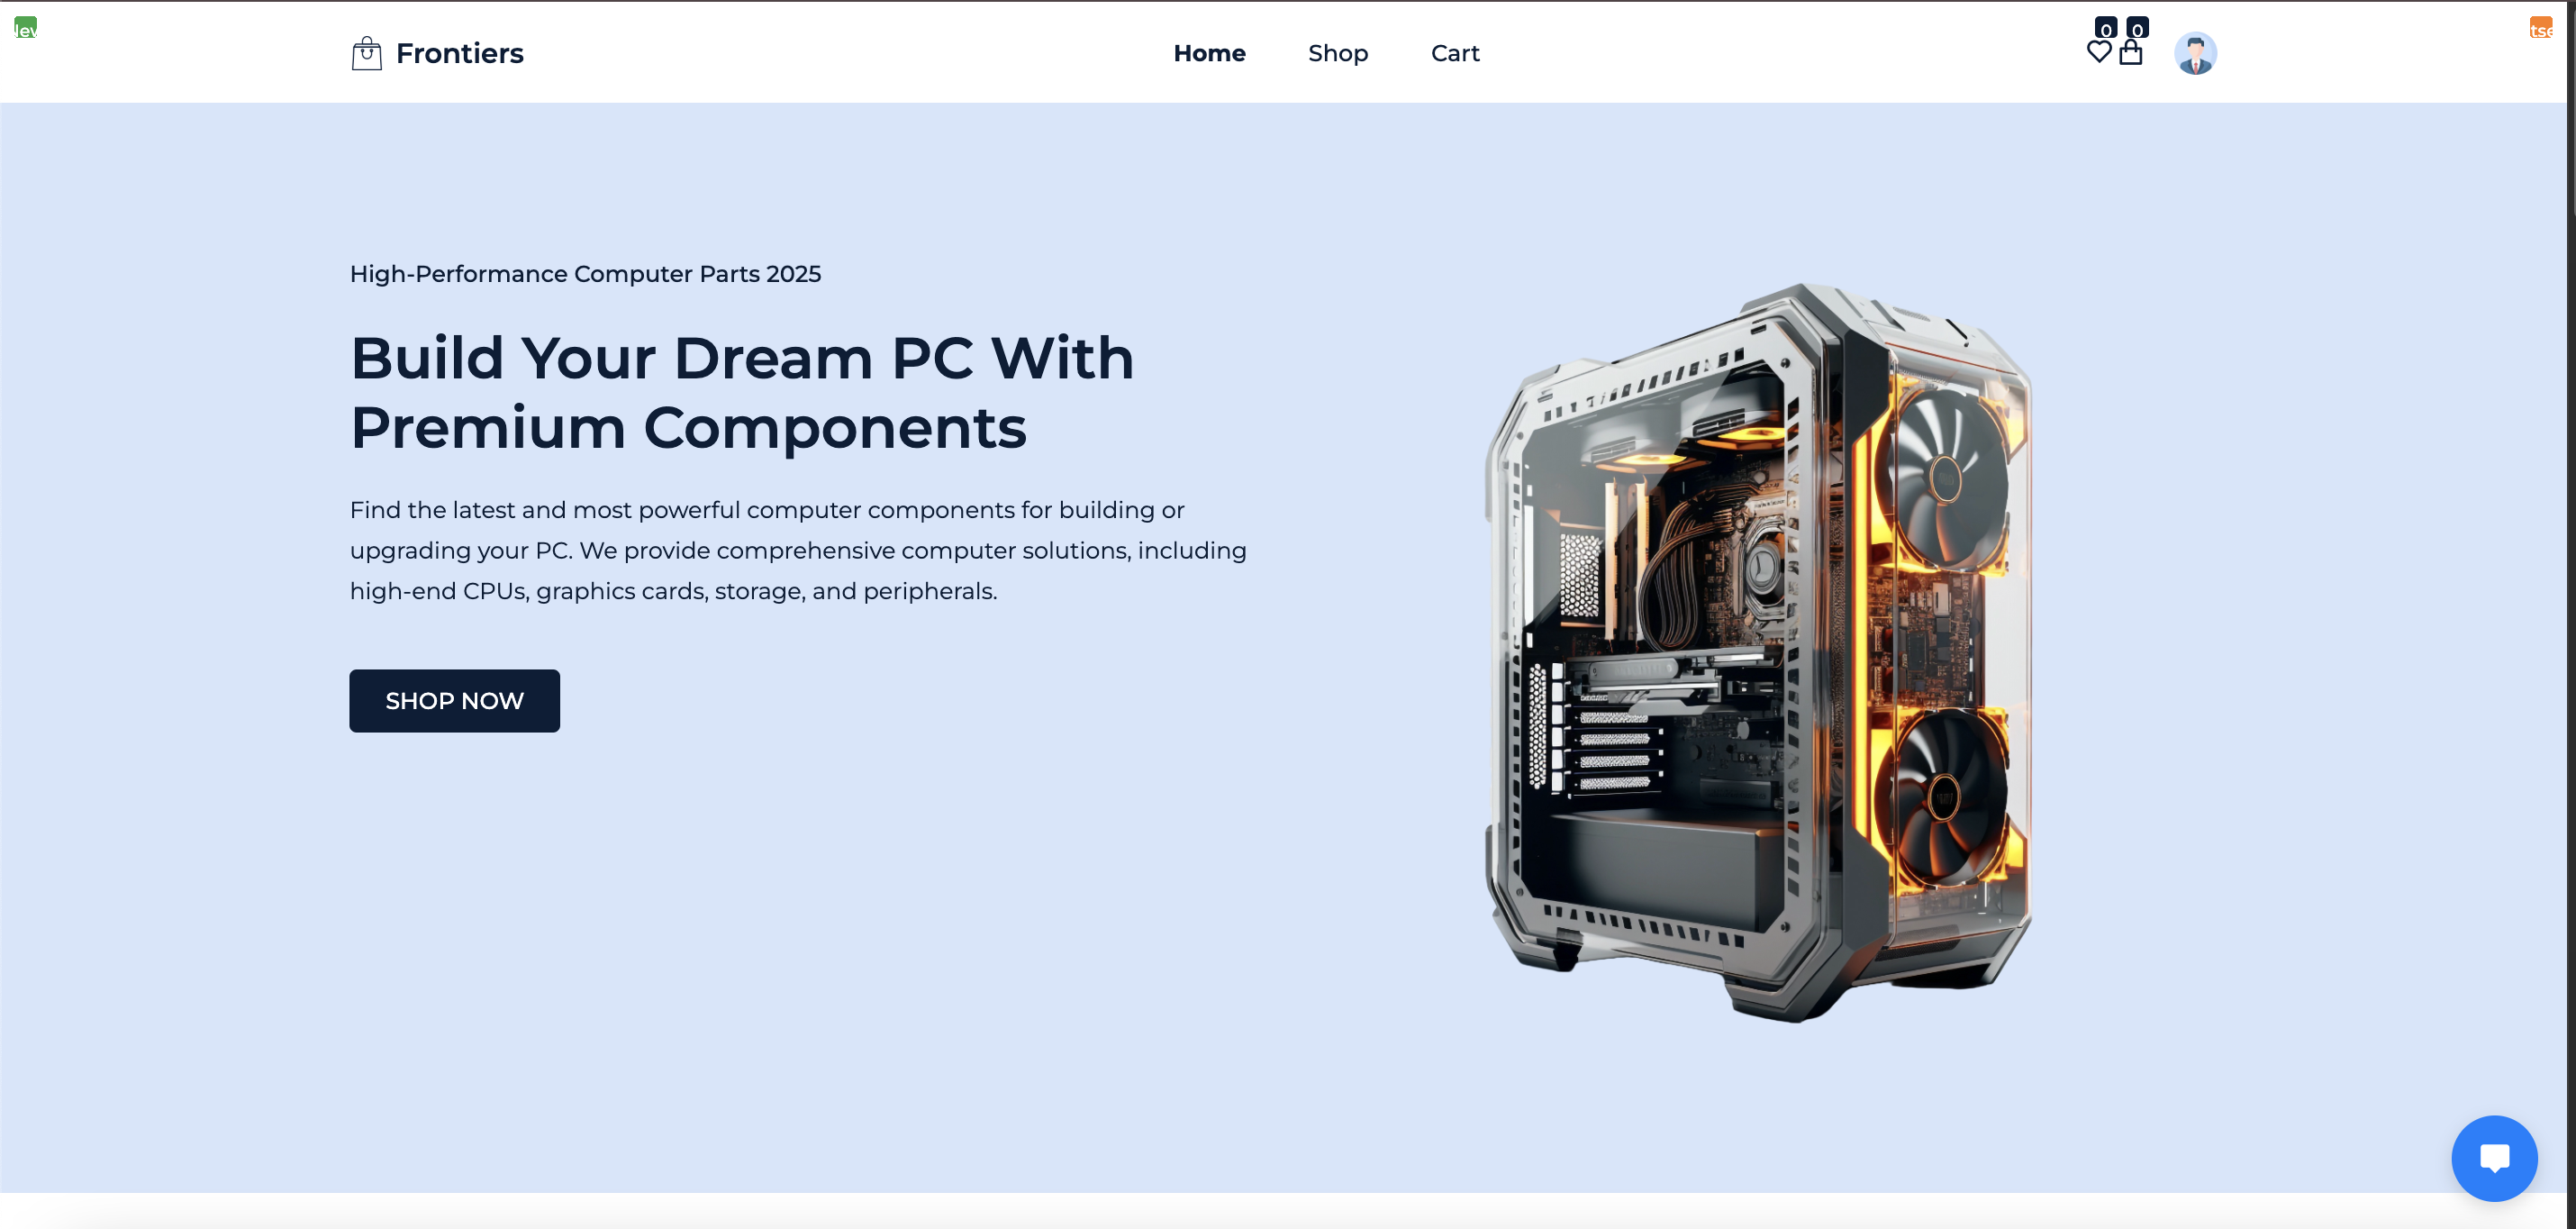 Frontiers
Home
Shop
Cart
0
0
High-Performance Computer Parts 2025
Build Your Dream PC With
Premium Components
Find the latest and most powerful computer components for building or
upgrading your PC. We provide comprehensive computer solutions, including
high-end CPUs, graphics cards, storage, and peripherals.
SHOP NOW